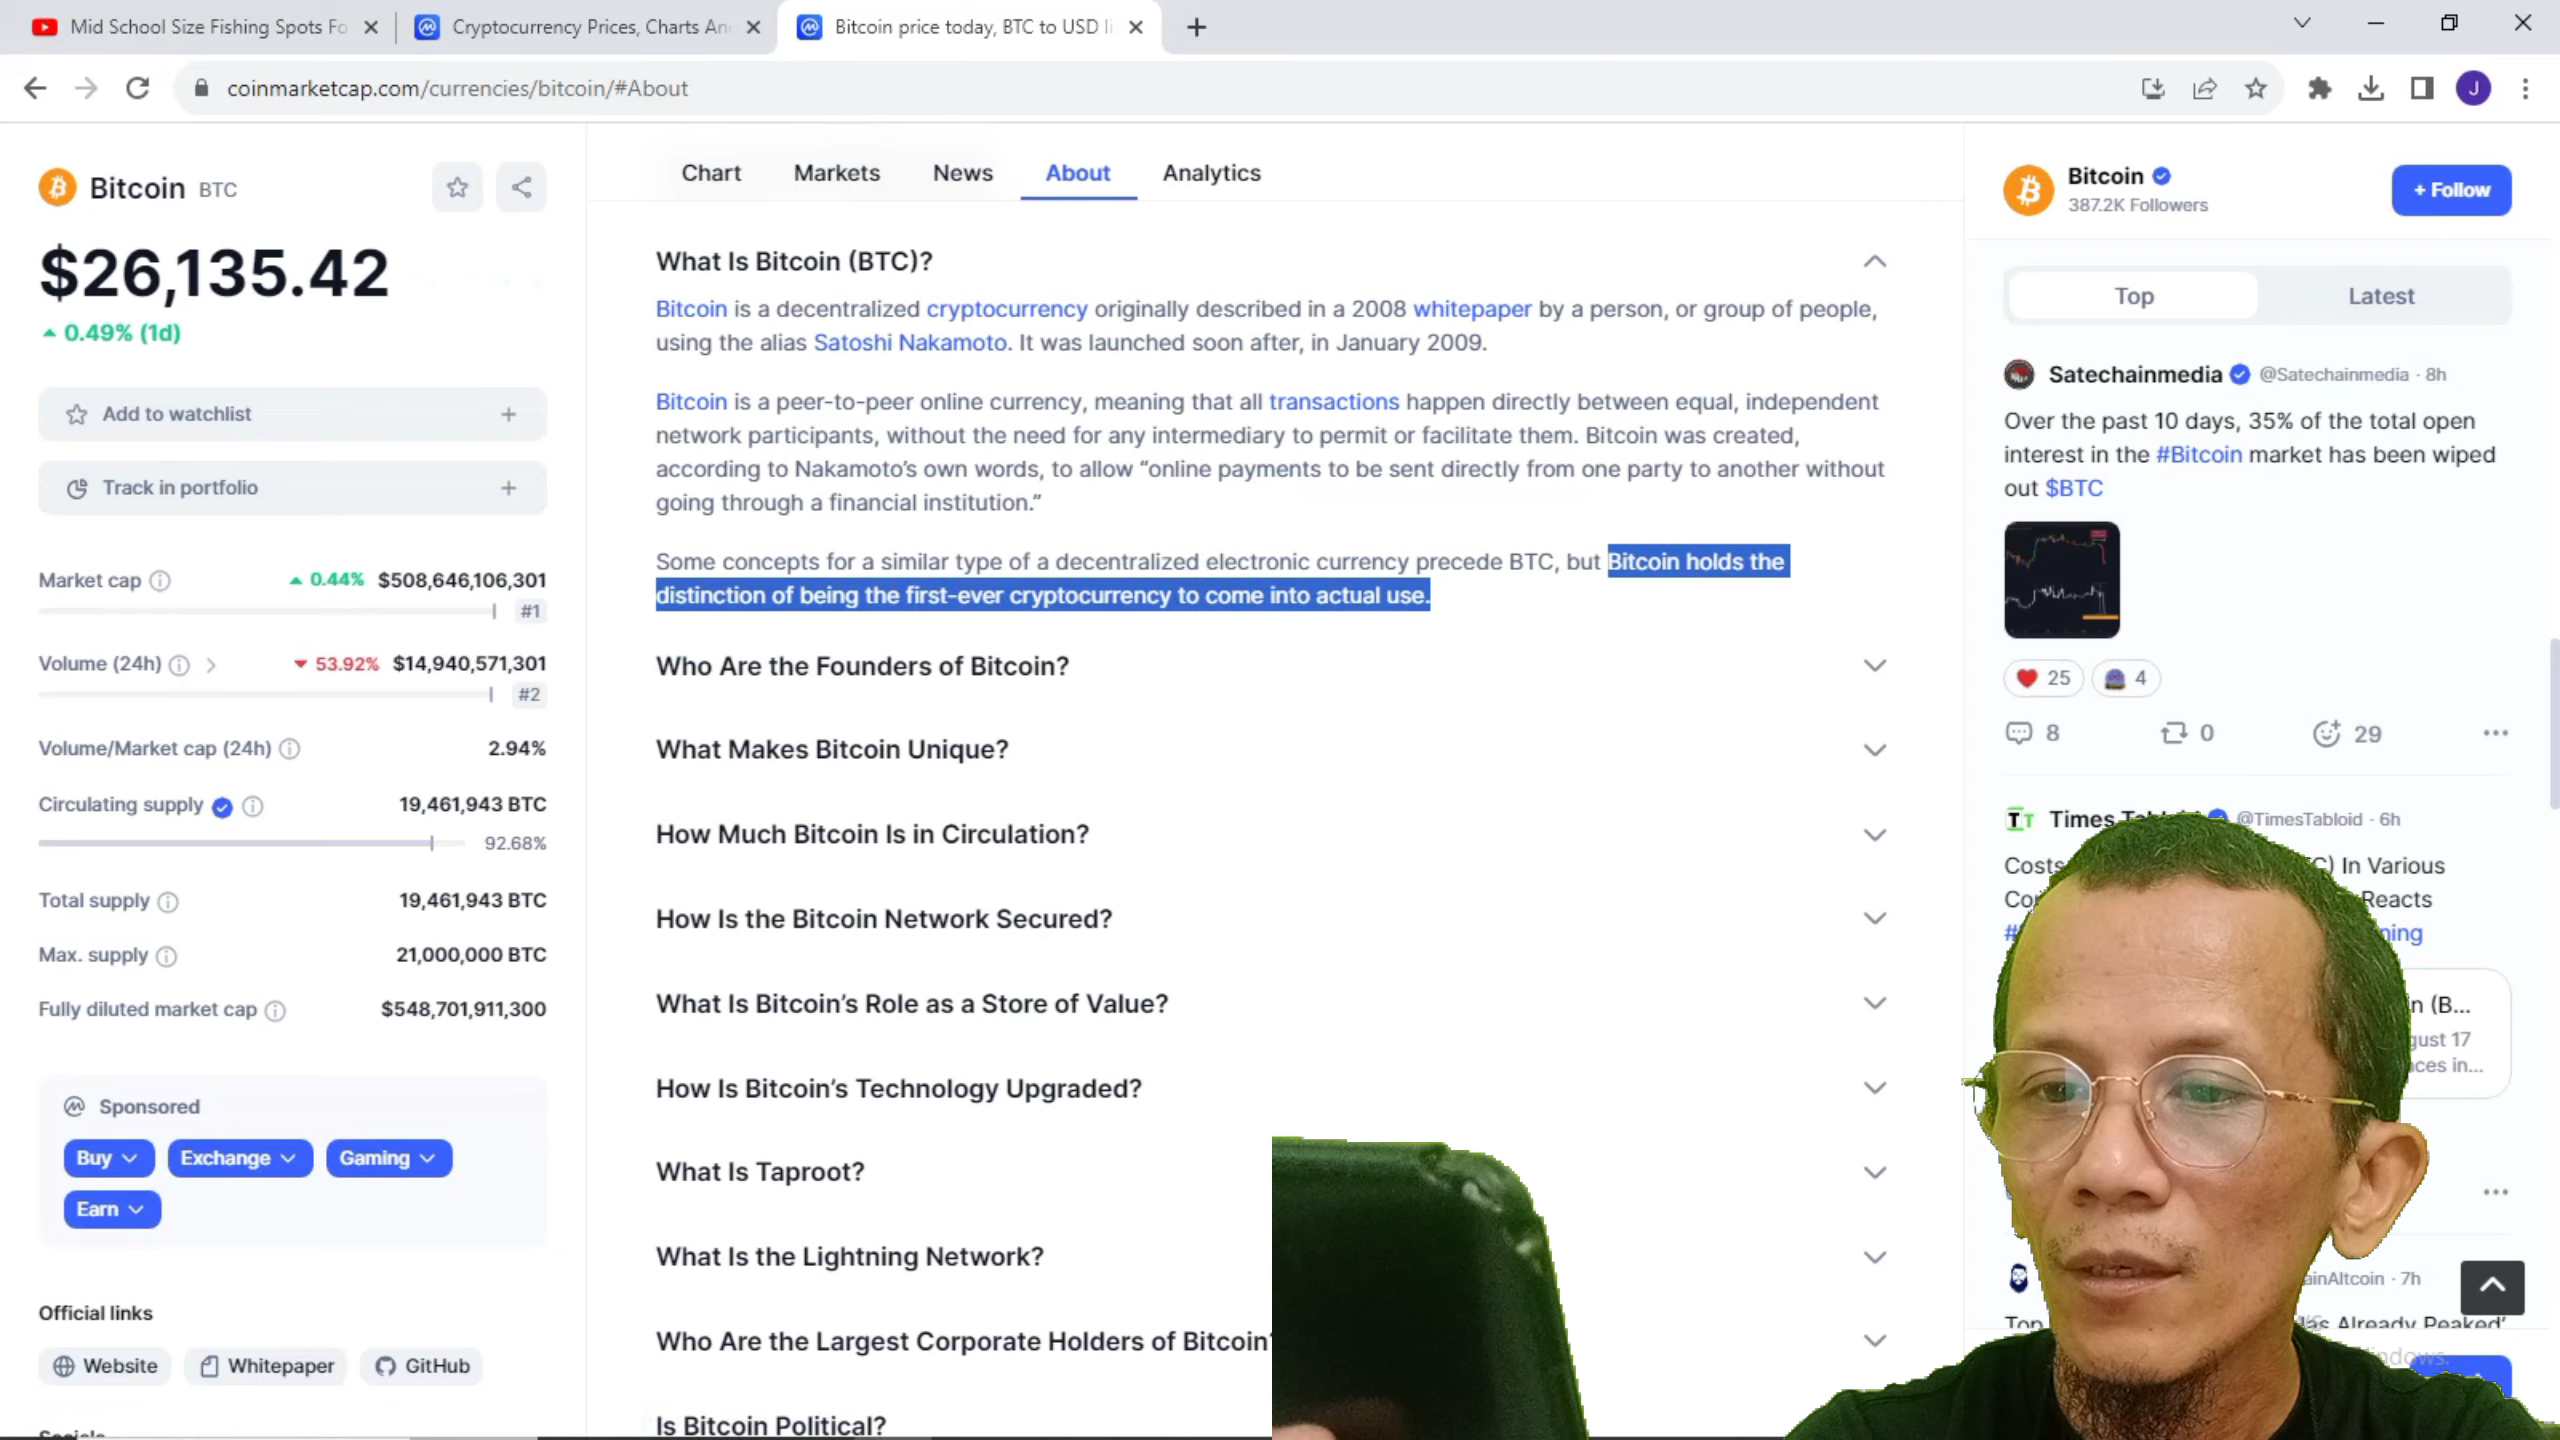 Mid School Size Fishing Spots Fo
Cryptocurrency Prices, Charts An
Bitcoin price today, BTC to USD li
coinmarketcap.com/currencies/bitcoin/#About
J
Bitcoin BTC
$26,135.42
0.49% (1d)
Add to watchlist
Track in portfolio
Market cap 0.44% $508,646,106,301
#1
Volume (24h) 53.92% $14,940,571,301
#2
Volume/Market cap (24h) 2.94%
Circulating supply 19,461,943 BTC
92.68%
Total supply 19,461,943 BTC
Max. supply 21,000,000 BTC
Fully diluted market cap $548,701,911,300
Sponsored
Buy Exchange Gaming
Earn
Official links
Website Whitepaper GitHub
Socials
Chart Markets News About Analytics
What Is Bitcoin (BTC)?
Bitcoin is a decentralized cryptocurrency originally described in a 2008 whitepaper by a person, or group of people,
using the alias Satoshi Nakamoto. It was launched soon after, in January 2009.
Bitcoin is a peer-to-peer online currency, meaning that all transactions happen directly between equal, independent
network participants, without the need for any intermediary to permit or facilitate them. Bitcoin was created,
according to Nakamoto’s own words, to allow “online payments to be sent directly from one party to another without
going through a financial institution.”
Some concepts for a similar type of a decentralized electronic currency precede BTC, but Bitcoin holds the
distinction of being the first-ever cryptocurrency to come into actual use.
Who Are the Founders of Bitcoin?
What Makes Bitcoin Unique?
How Much Bitcoin Is in Circulation?
How Is the Bitcoin Network Secured?
What Is Bitcoin’s Role as a Store of Value?
How Is Bitcoin’s Technology Upgraded?
What Is Taproot?
What Is the Lightning Network?
Who Are the Largest Corporate Holders of Bitcoin?
Is Bitcoin Political?
Bitcoin
387.2K Followers
+ Follow
Top Latest
Satechainmedia @Satechainmedia · 8h
Over the past 10 days, 35% of the total open
interest in the #Bitcoin market has been wiped
out $BTC
25 4
8 0 29
Times @TimesTabloid · 6h
Costs C) In Various
Reacts
n (B...
gust 17
ces in...
ainAltcoin · 7h
Top Already Peaked’